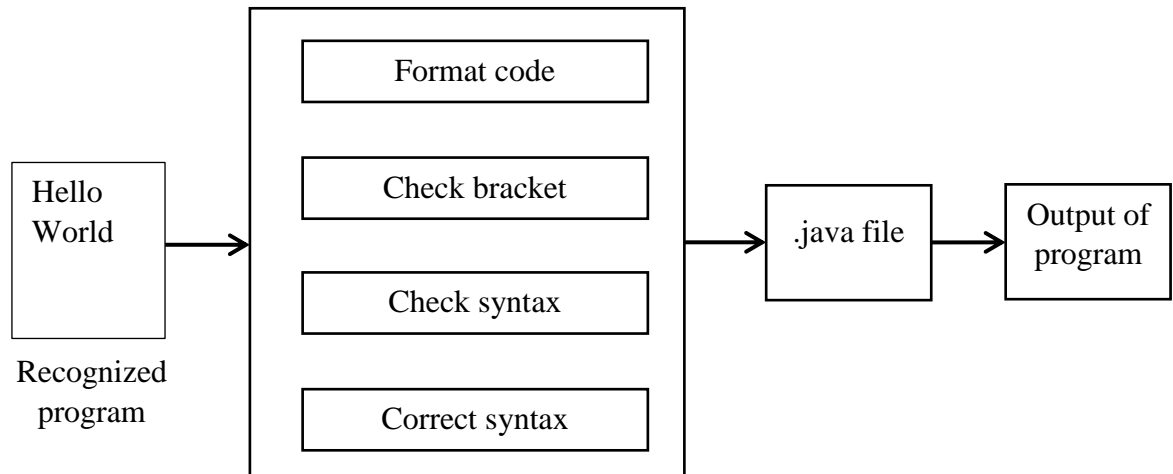 Hello
World
Recognized
program
Format code
Check bracket
Check syntax
Correct syntax
.java file
Output of
program